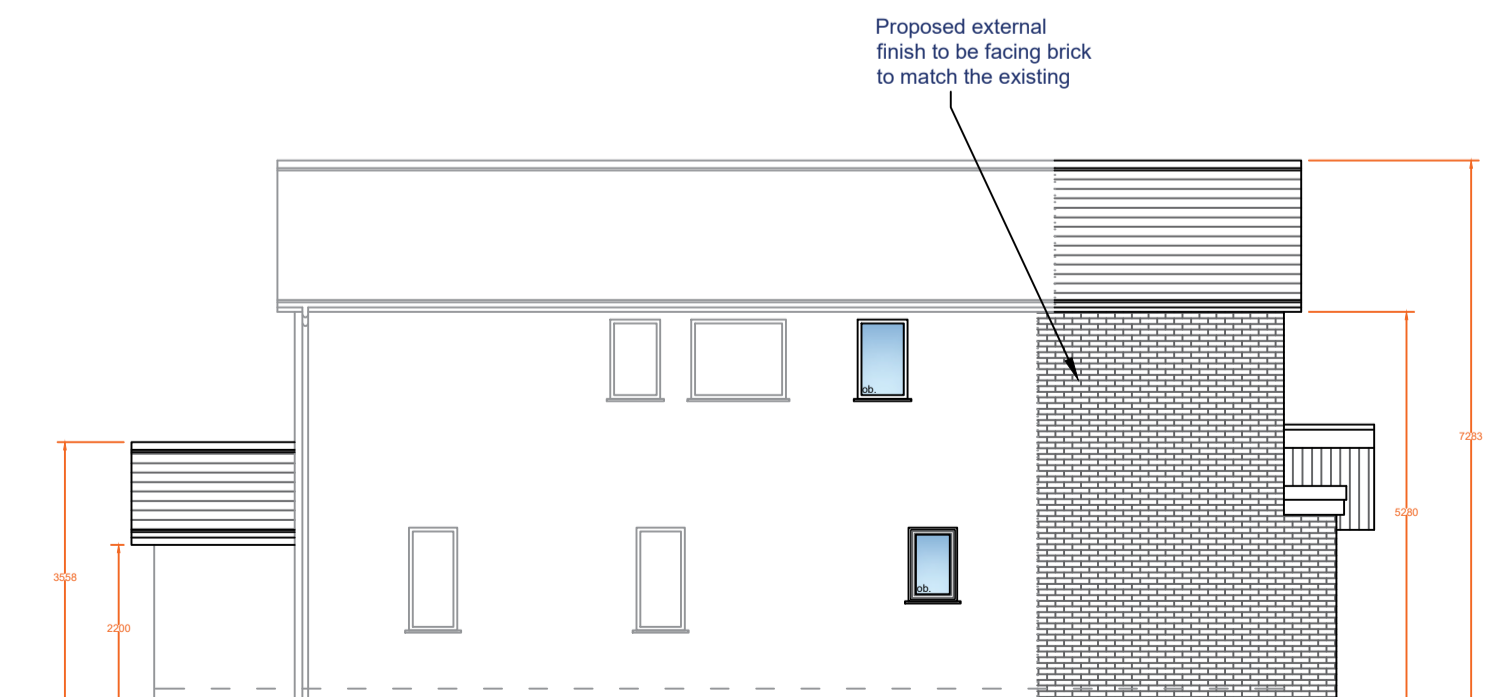 Proposed external
finish to be facing brick
to match the existing
ob.
7283
3558
5280
2200
ob.